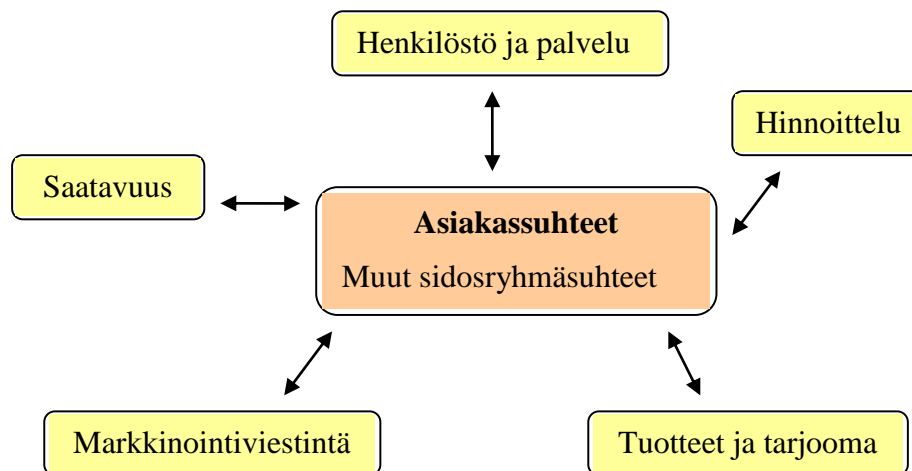 Henkilöstö ja palvelu
Hinnoittelu
Saatavuus
Asiakassuhteet
Muut sidosryhmäsuhteet
Markkinointiviestintä
Tuotteet ja tarjooma